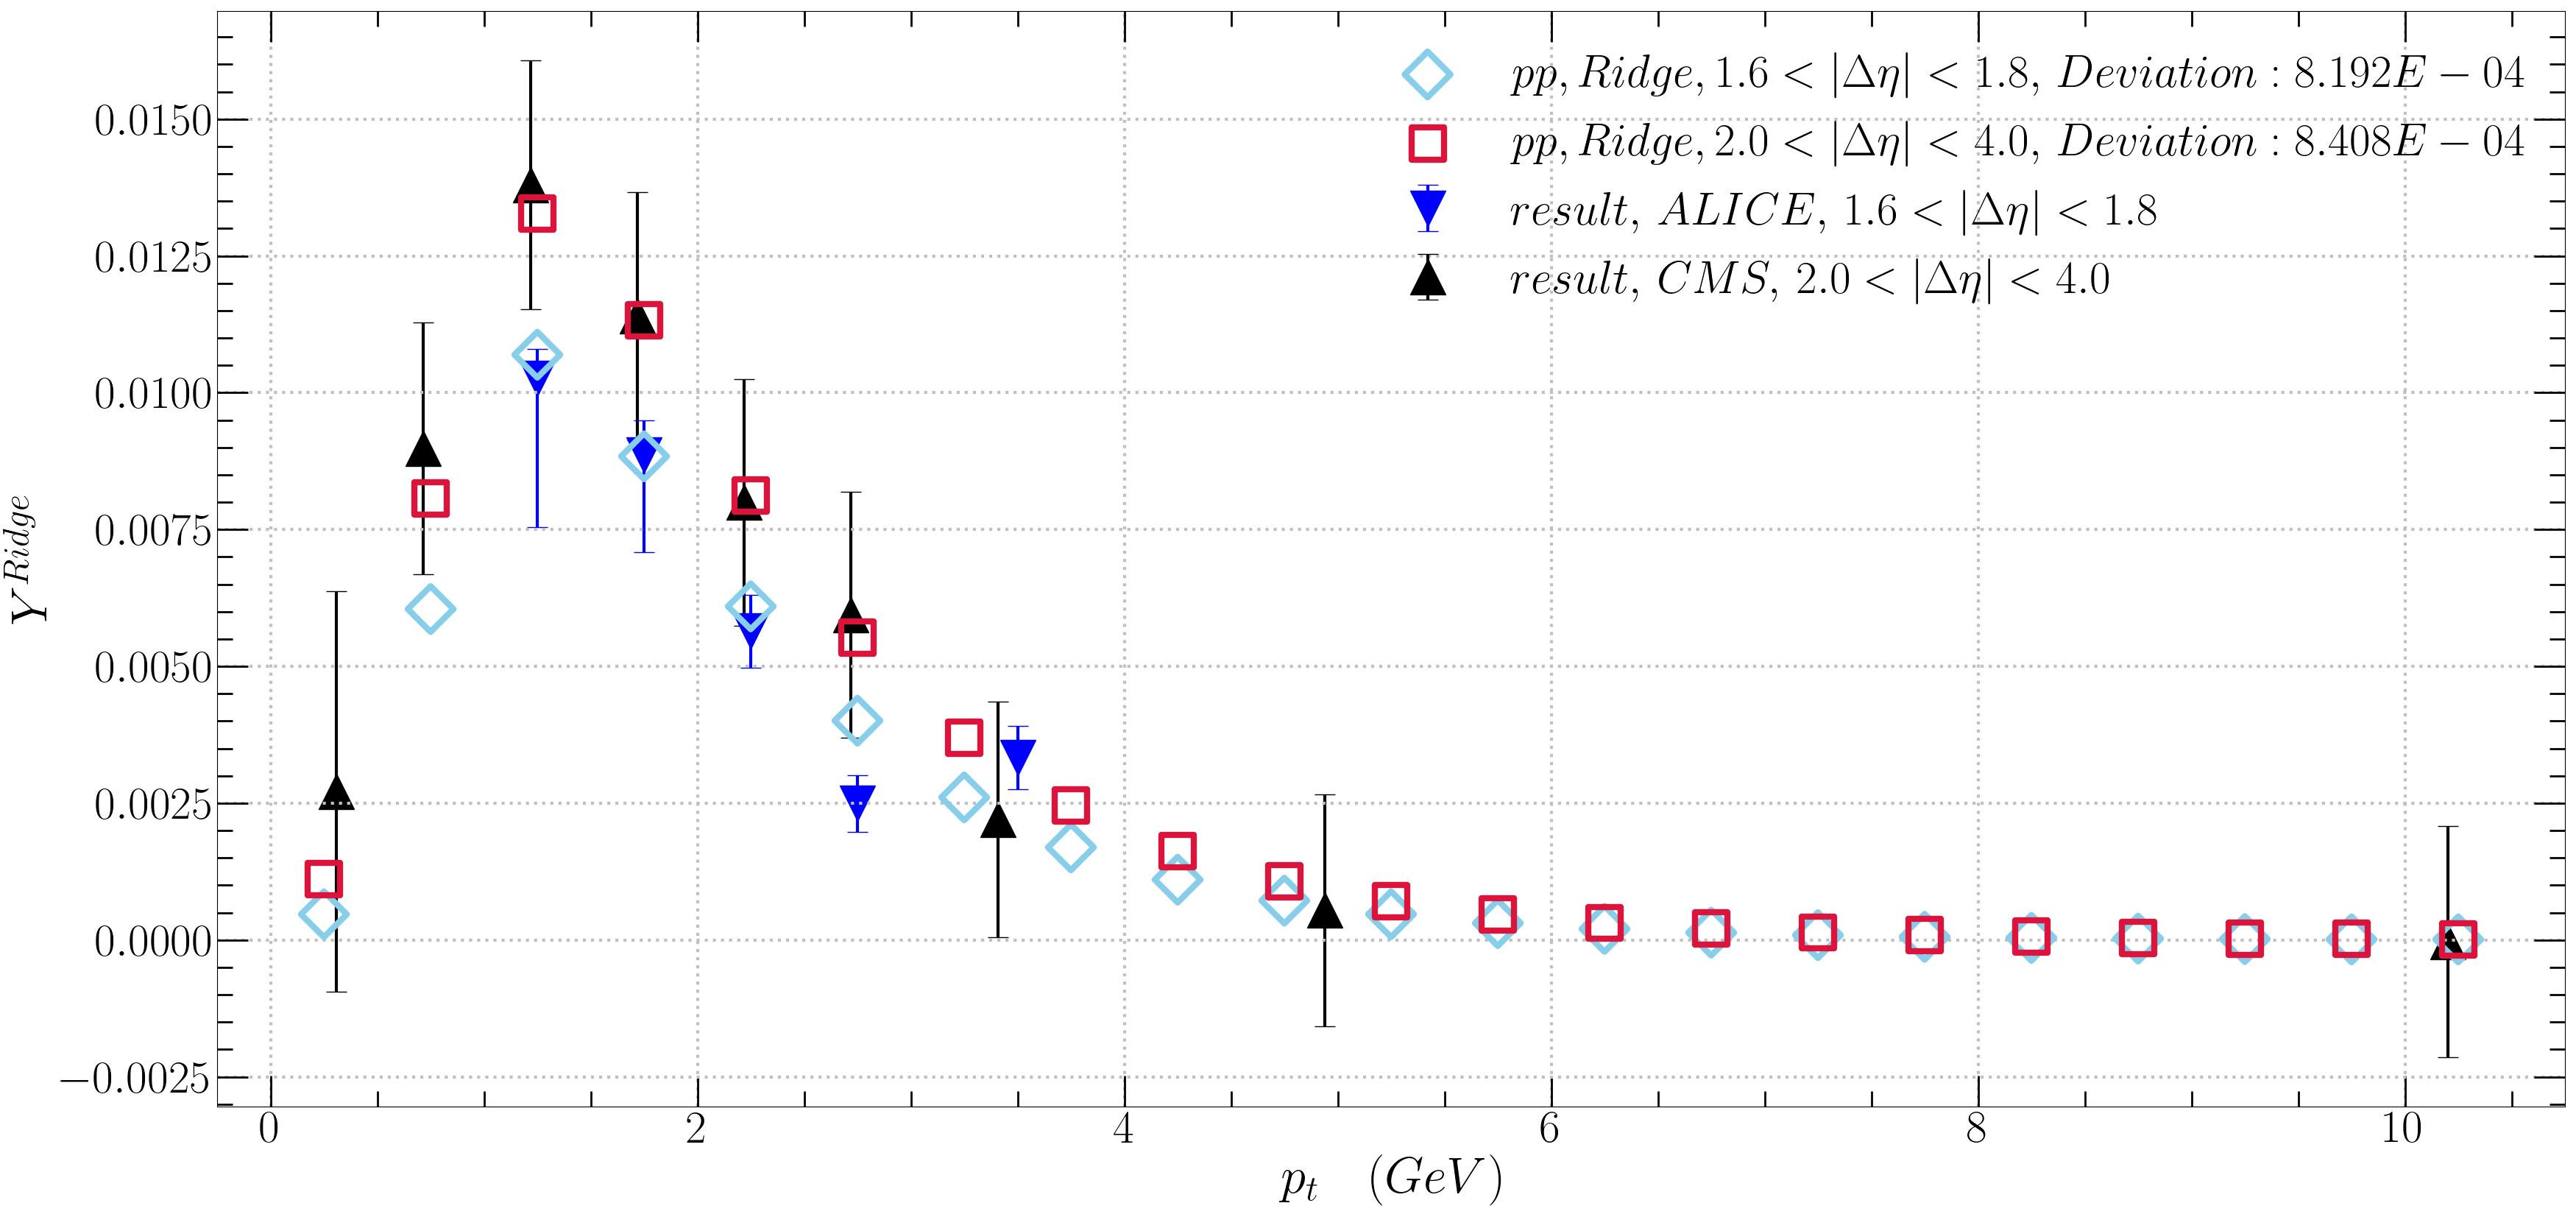 pp, Ridge, 1.6 < |Δη| < 1.8, Deviation : 8.192E − 04
pp, Ridge, 2.0 < |Δη| < 4.0, Deviation : 8.408E − 04
result, ALICE, 1.6 < |Δη| < 1.8
result, CMS, 2.0 < |Δη| < 4.0
Y^{Ridge}
0.0150
0.0125
0.0100
0.0075
0.0050
0.0025
0.0000
−0.0025
0 2 4 6 8 10
p_t (GeV)